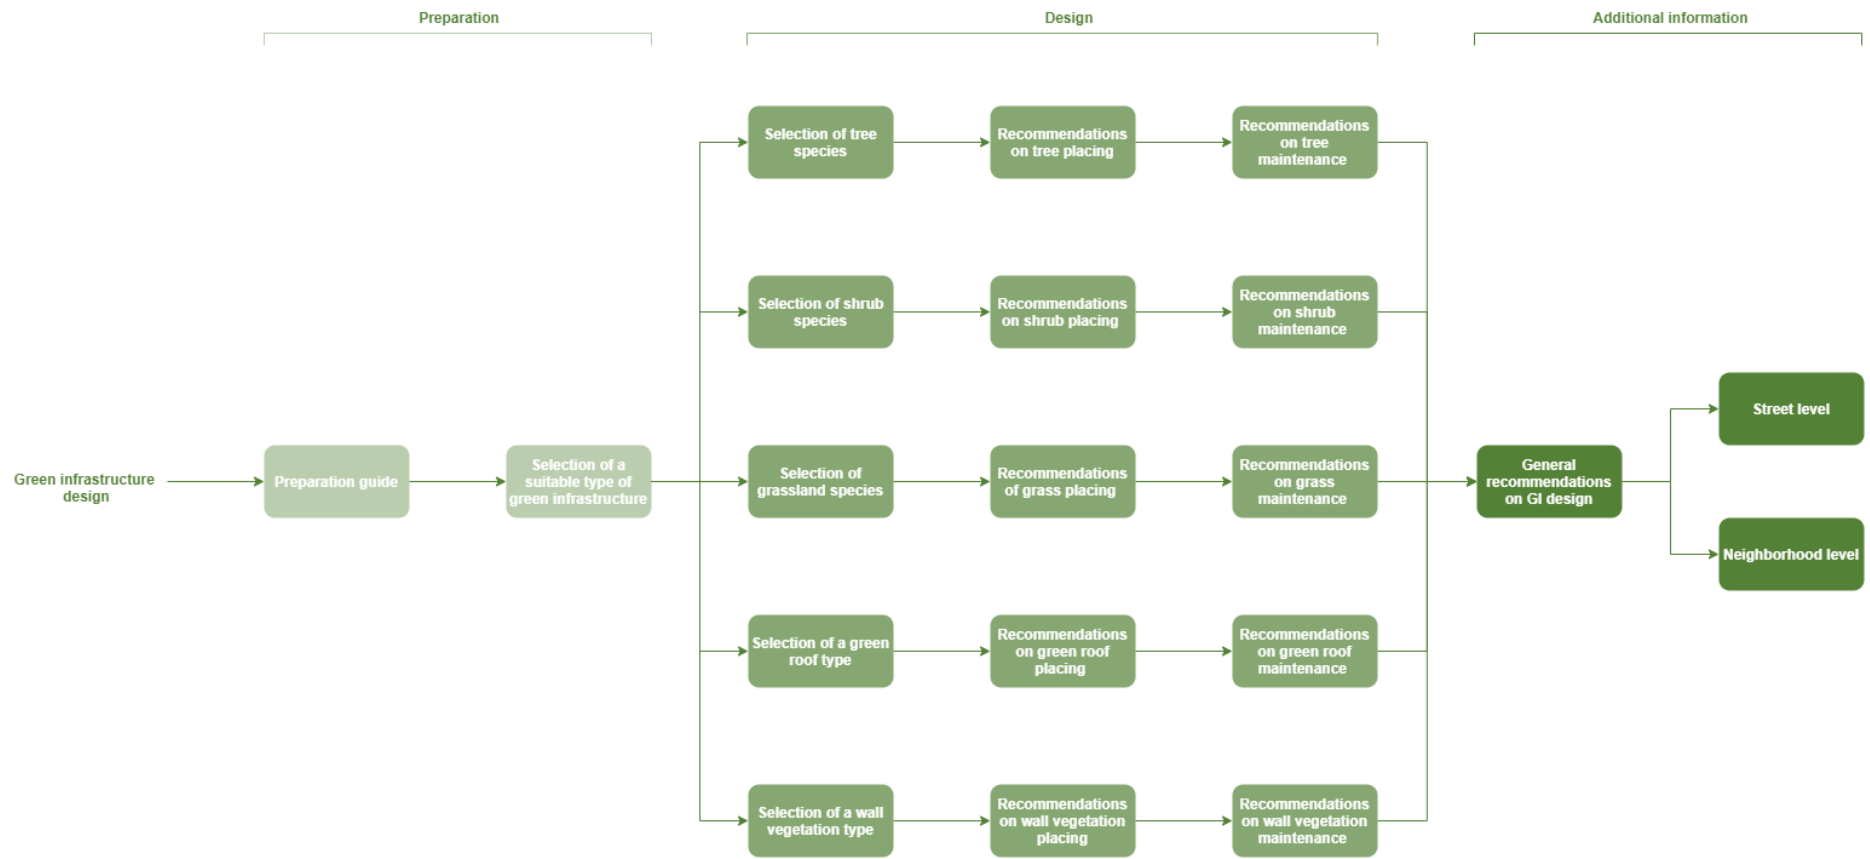 Preparation
Design
Additional information
Selection of tree
species
Recommendations
on tree placing
Recommendations
on tree
maintenance
Selection of shrub
species
Recommendations
on shrub placing
Recommendations
on shrub
maintenance
Street level
Green infrastructure
design
Preparation guide
Selection of a
suitable type of
green infrastructure
Selection of
grassland species
Recommendations
of grass placing
Recommendations
on grass
maintenance
General
recommendations
on GI design
Neighborhood level
Selection of a green
roof type
Recommendations
on green roof
placing
Recommendations
on green roof
maintenance
Selection of a wall
vegetation type
Recommendations
on wall vegetation
placing
Recommendations
on wall vegetation
maintenance